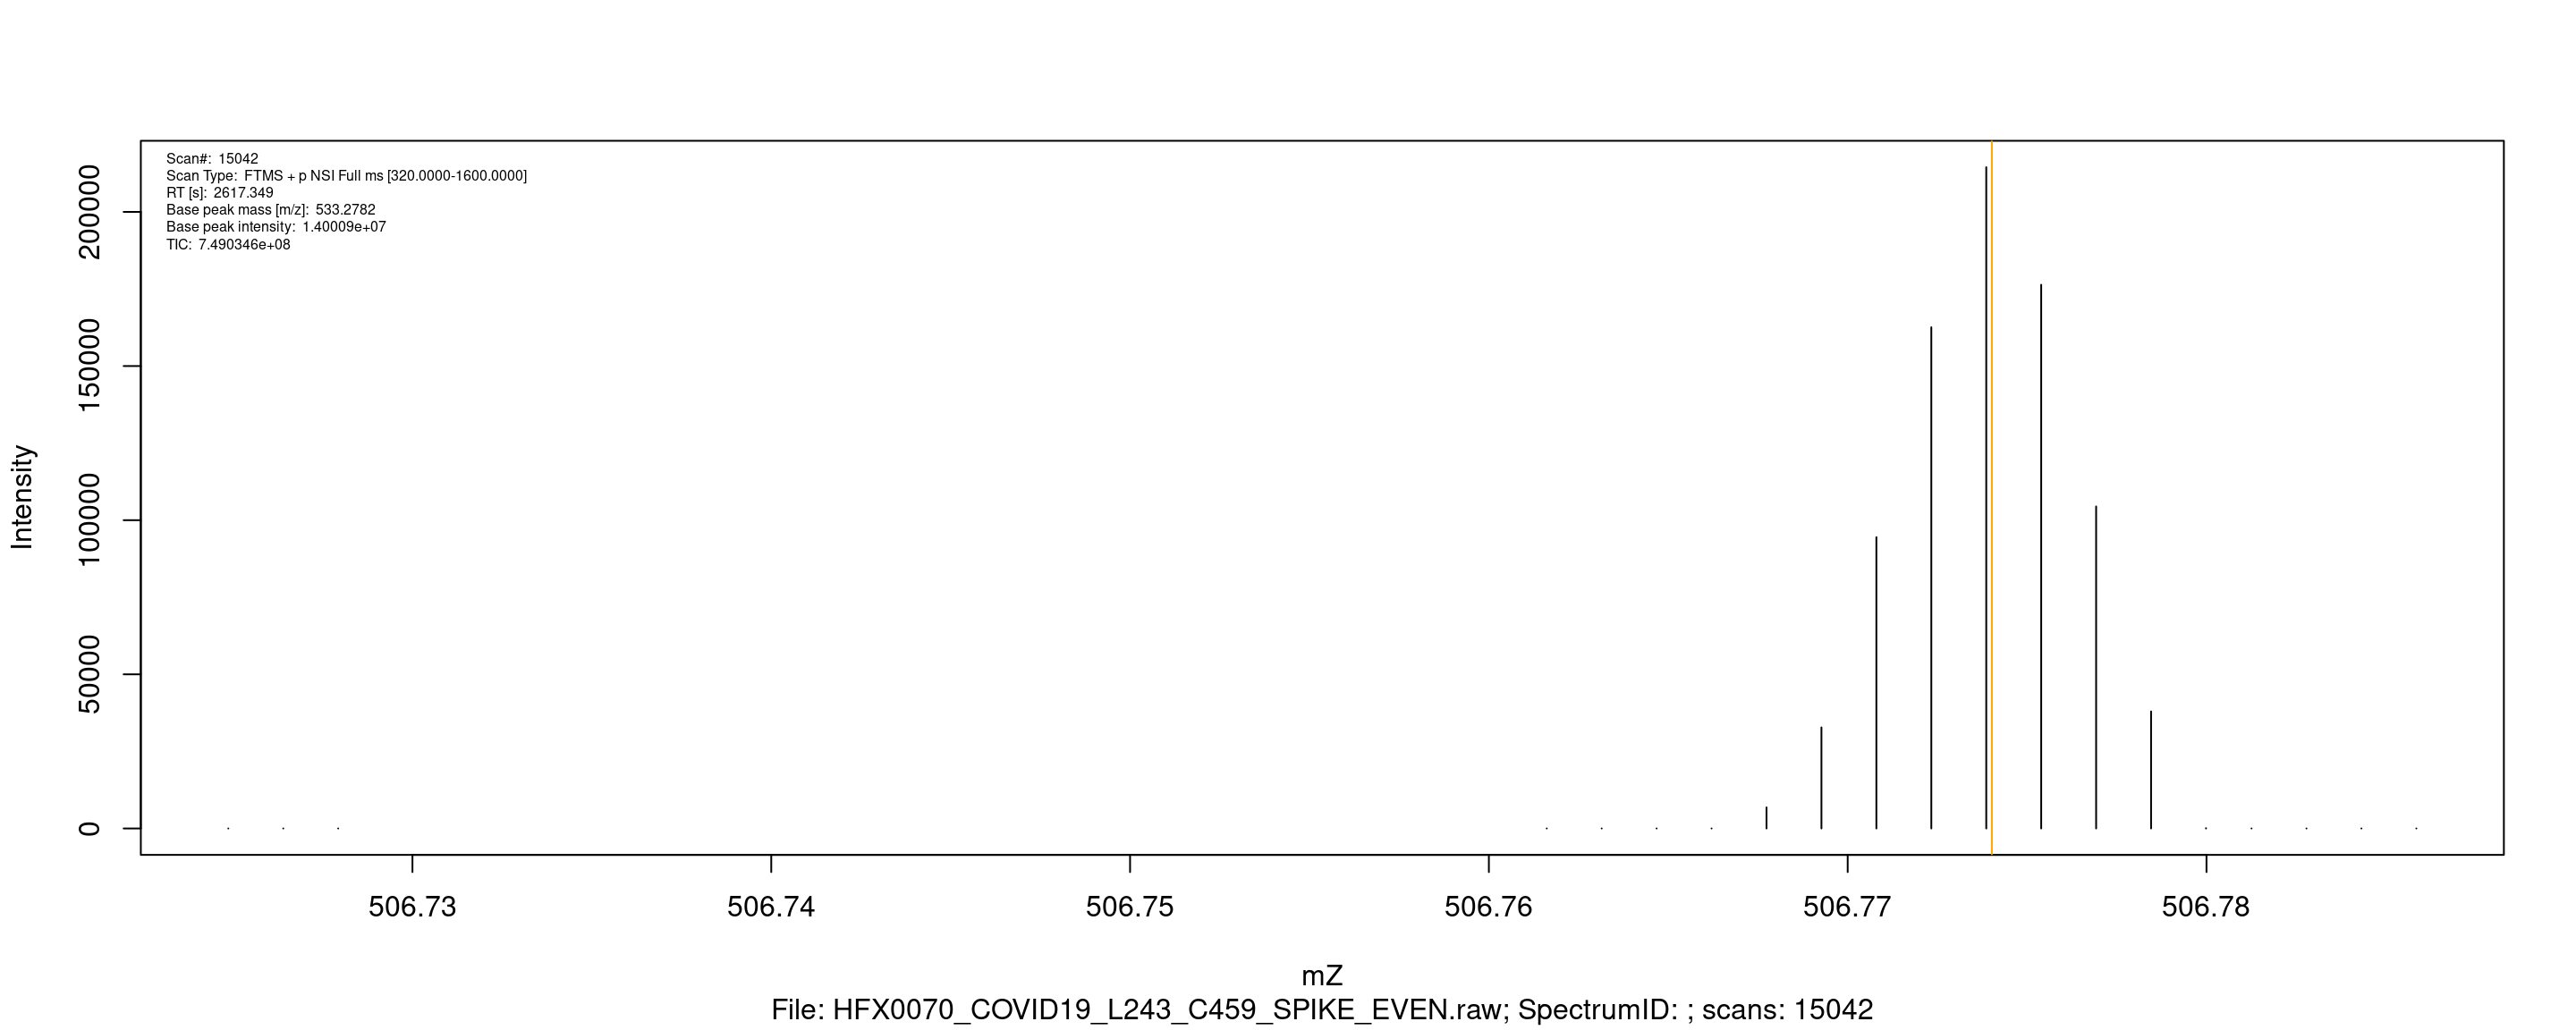 Scan#: 15042
Scan Type: FTMS + p NSI Full ms [320.0000-1600.0000]
RT [s]: 2617.349
Base peak mass [m/z]: 533.2782
Base peak intensity: 1.40009e+07
TIC: 7.490346e+08
Intensity
200000
150000
100000
50000
0
506.73 506.74 506.75 506.76 506.77 506.78
mZ
File: HFX0070_COVID19_L243_C459_SPIKE_EVEN.raw; SpectrumID: ; scans: 15042